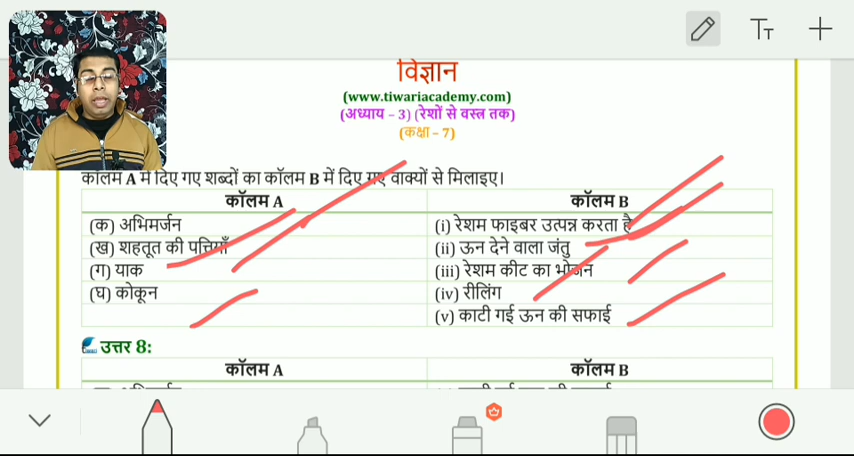 विज्ञान
(www.tiwariacademy.com)
(अध्याय – 3) (रेशों से वस्त्र तक)
(कक्षा – 7)
कॉलम A में दिए गए शब्दों का कॉलम B में दिए गए वाक्यों से मिलाइए।
कॉलम A कॉलम B
(क) अभिमर्जन (i) रेशम फाइबर उत्पन्न करता है
(ख) शहतूत की पत्तियाँ (ii) ऊन देने वाला जंतु
(ग) याक (iii) रेशम कीट का भोजन
(घ) कोकून (iv) रीलिंग
(v) काटी गई ऊन की सफाई
उत्तर 8:
कॉलम A कॉलम B